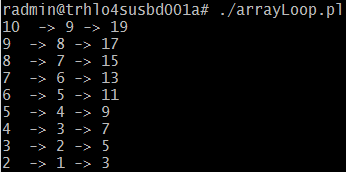 radmin@trhlo4susbd001a# ./arrayLoop.pl
10  -> 9 -> 19
9  -> 8 -> 17
8  -> 7 -> 15
7  -> 6 -> 13
6  -> 5 -> 11
5  -> 4 -> 9
4  -> 3 -> 7
3  -> 2 -> 5
2  -> 1 -> 3